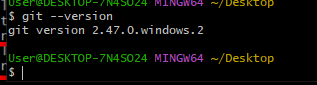 User@DESKTOP-7N4SO24 MINGW64 ~/Desktop
$ git --version
git version 2.47.0.windows.2
User@DESKTOP-7N4SO24 MINGW64 ~/Desktop
$